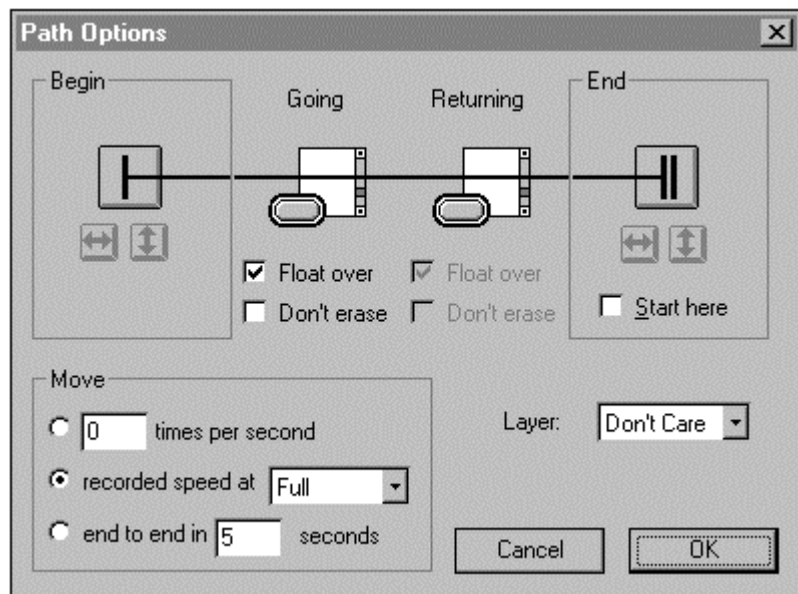 Path Options
Begin
Going
Returning
End
Float over
Float over
Don't erase
Don't erase
Start here
Move
0 times per second
Layer: Don't Care
recorded speed at Full
end to end in 5 seconds
Cancel
OK